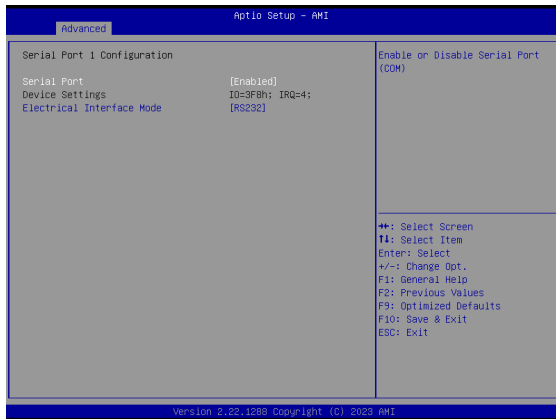 Aptio Setup - AMI
Advanced
Serial Port 1 Configuration
Serial Port [Enabled]
Device Settings IO=3F8h; IRQ=4;
Electrical Interface Mode [RS232]
Enable or Disable Serial Port
(COM)
→←: Select Screen
↑↓: Select Item
Enter: Select
+/-: Change Opt.
F1: General Help
F2: Previous Values
F9: Optimized Defaults
F10: Save & Exit
ESC: Exit
Version 2.22.1288 Copyright (C) 2023 AMI